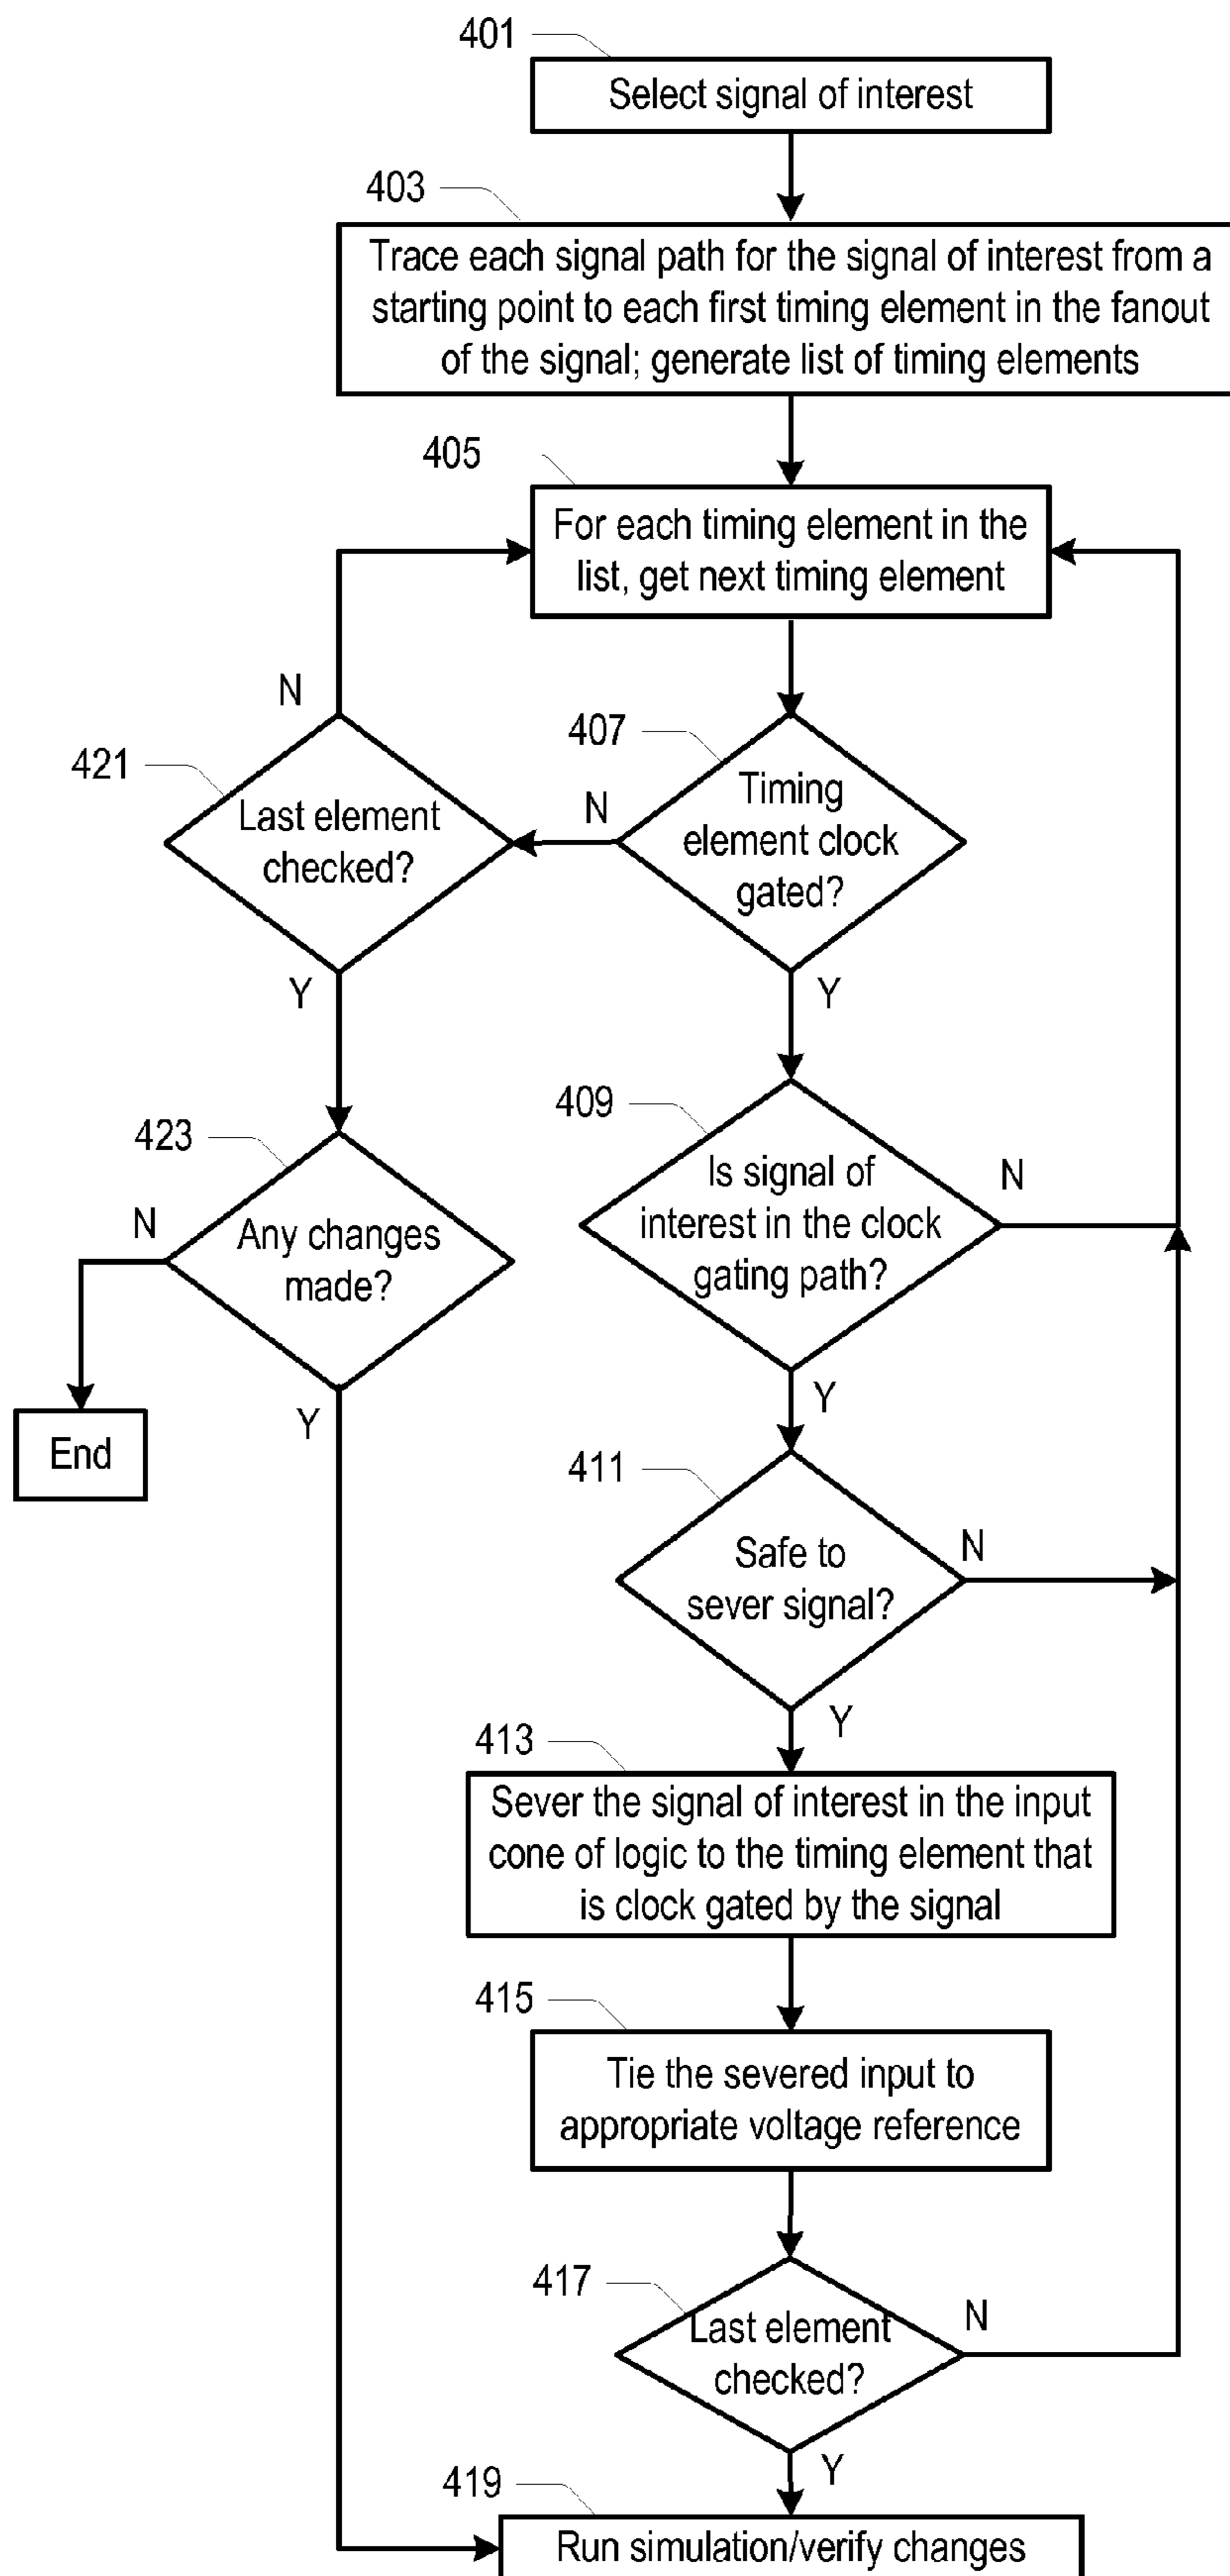 401
Select signal of interest
403
Trace each signal path for the signal of interest from a
starting point to each first timing element in the fanout
of the signal; generate list of timing elements
405
For each timing element in the
list, get next timing element
N
421
Last element
checked?
Y
407
Timing
element clock
gated?
N
Y
409
Is signal of
interest in the clock
gating path?
N
Y
423
Any changes
made?
N
Y
End
411
Safe to
sever signal?
N
Y
413
Sever the signal of interest in the input
cone of logic to the timing element that
is clock gated by the signal
415
Tie the severed input to
appropriate voltage reference
417
Last element
checked?
N
Y
419
Run simulation/verify changes